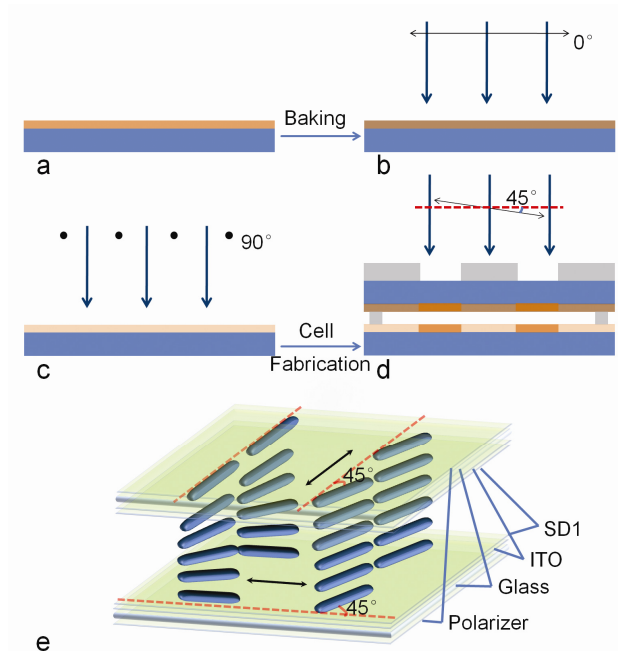 Baking
0°
a
b
90°
45°
Cell
Fabrication
c
d
45°
SD1
ITO
Glass
45°
Polarizer
e